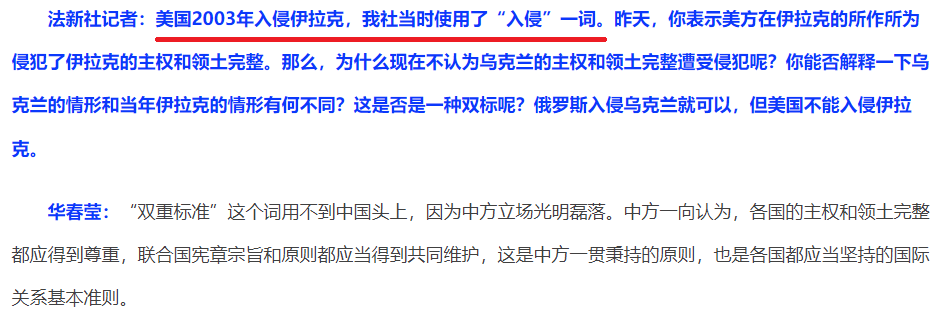 法新社记者：美国2003年入侵伊拉克，我社当时使用了“入侵”一词。昨天，你表示美方在伊拉克的所作所为
侵犯了伊拉克的主权和领土完整。那么，为什么现在不认为乌克兰的主权和领土完整遭受侵犯呢？你能否解释一下乌
克兰的情形和当年伊拉克的情形有何不同？这是否是一种双标呢？俄罗斯入侵乌克兰就可以，但美国不能入侵伊拉
克。
华春莹：“双重标准”这个词用不到中国头上，因为中方立场光明磊落。中方一向认为，各国的主权和领土完整
都应得到尊重，联合国宪章宗旨和原则都应当得到共同维护，这是中方一贯秉持的原则，也是各国都应当坚持的国际
关系基本准则。